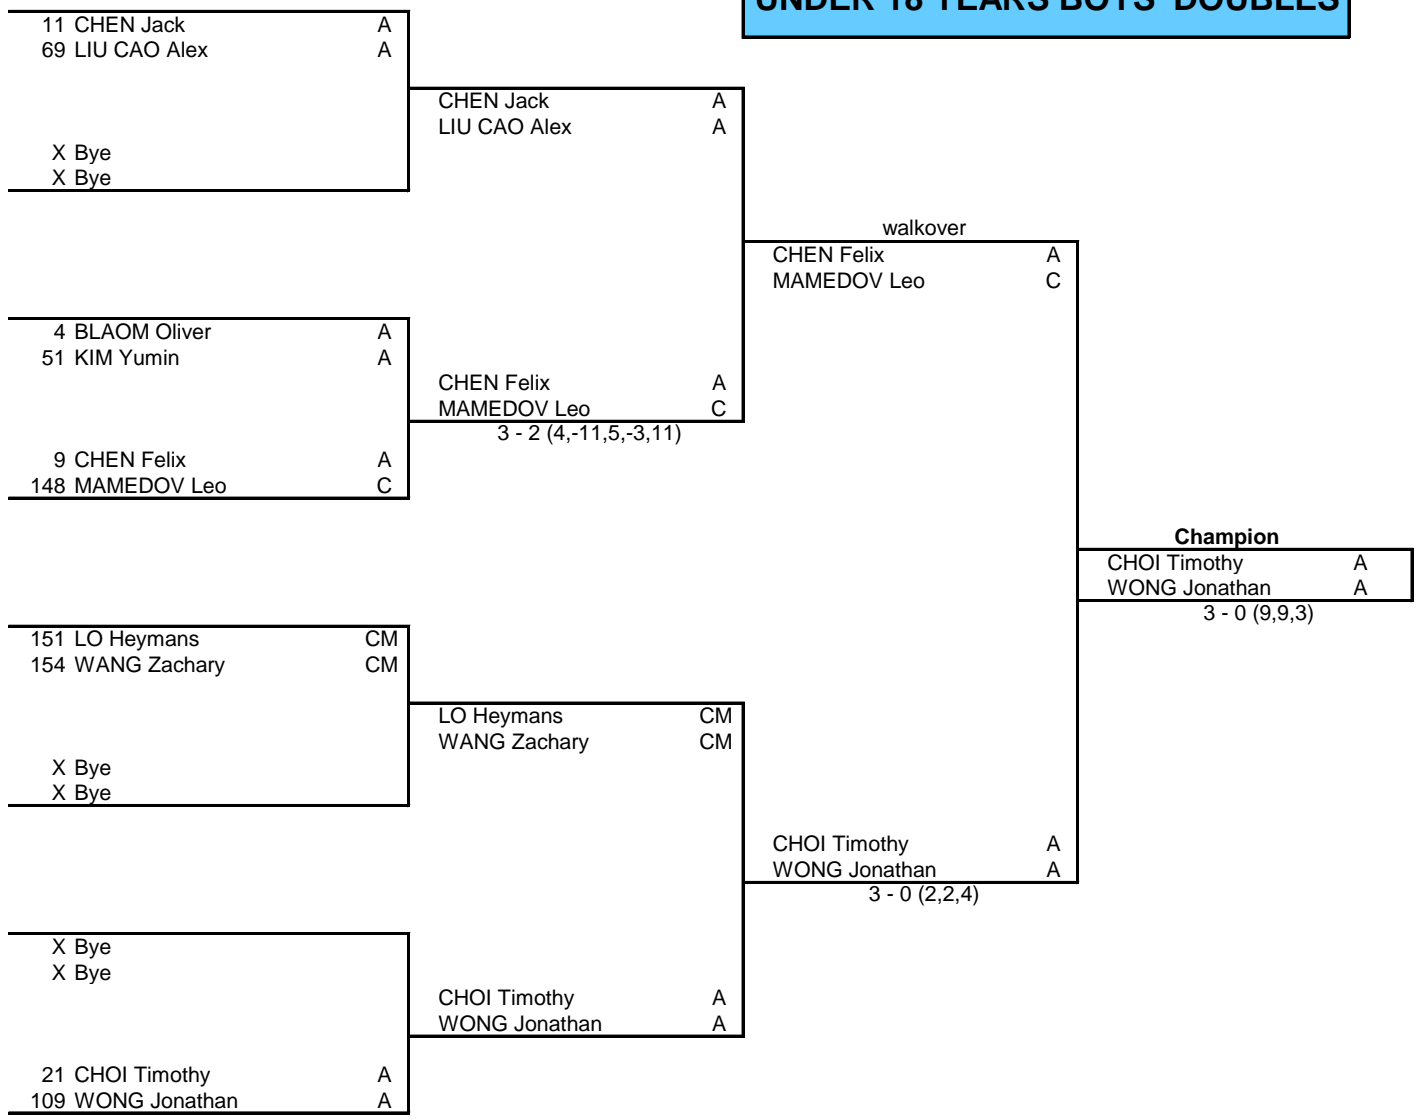 UNDER 18 YEARS BOYS' DOUBLES
11 CHEN Jack A
69 LIU CAO Alex A
CHEN Jack A
LIU CAO Alex A
X Bye
X Bye
walkover
CHEN Felix A
MAMEDOV Leo C
4 BLAOM Oliver A
51 KIM Yumin A
CHEN Felix A
MAMEDOV Leo C
3 - 2 (4,-11,5,-3,11)
9 CHEN Felix A
148 MAMEDOV Leo C
Champion
CHOI Timothy A
WONG Jonathan A
3 - 0 (9,9,3)
151 LO Heymans CM
154 WANG Zachary CM
LO Heymans CM
WANG Zachary CM
X Bye
X Bye
CHOI Timothy A
WONG Jonathan A
3 - 0 (2,2,4)
X Bye
X Bye
CHOI Timothy A
WONG Jonathan A
21 CHOI Timothy A
109 WONG Jonathan A